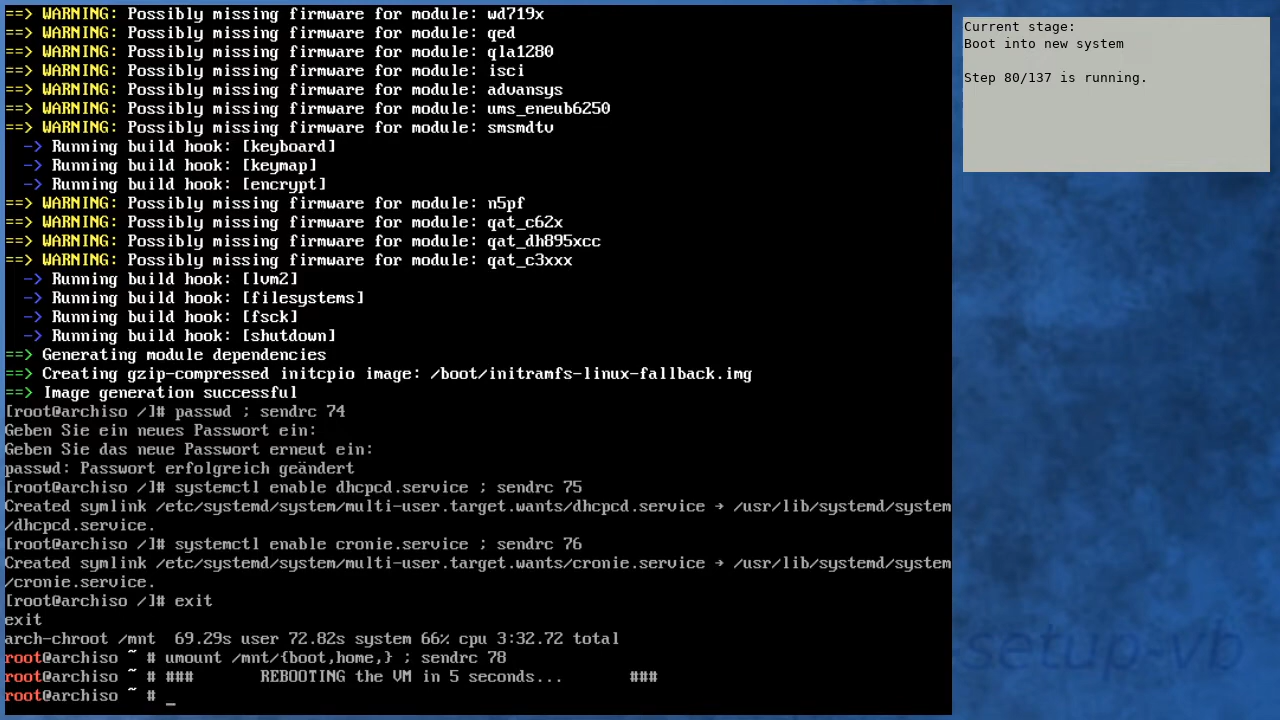 ==> WARNING: Possibly missing firmware for module: wd719x
==> WARNING: Possibly missing firmware for module: qed
==> WARNING: Possibly missing firmware for module: qla1280
==> WARNING: Possibly missing firmware for module: isci
==> WARNING: Possibly missing firmware for module: advansys
==> WARNING: Possibly missing firmware for module: ums_eneub6250
==> WARNING: Possibly missing firmware for module: smsmdtv
-> Running build hook: [keyboard]
-> Running build hook: [keymap]
-> Running build hook: [encrypt]
==> WARNING: Possibly missing firmware for module: n5pf
==> WARNING: Possibly missing firmware for module: qat_c62x
==> WARNING: Possibly missing firmware for module: qat_dh895xcc
==> WARNING: Possibly missing firmware for module: qat_c3xxx
-> Running build hook: [lvm2]
-> Running build hook: [filesystems]
-> Running build hook: [fsck]
-> Running build hook: [shutdown]
==> Generating module dependencies
==> Creating gzip-compressed initcpio image: /boot/initramfs-linux-fallback.img
==> Image generation successful
[root@archiso /]# passwd ; sendrc 74
Geben Sie ein neues Passwort ein:
Geben Sie das neue Passwort erneut ein:
passwd: Passwort erfolgreich geändert
[root@archiso /]# systemctl enable dhcpcd.service ; sendrc 75
Created symlink /etc/systemd/system/multi-user.target.wants/dhcpcd.service → /usr/lib/systemd/system
/dhcpcd.service.
[root@archiso /]# systemctl enable cronie.service ; sendrc 76
Created symlink /etc/systemd/system/multi-user.target.wants/cronie.service → /usr/lib/systemd/system
/cronie.service.
[root@archiso /]# exit
exit
arch-chroot /mnt  69.29s user 72.82s system 66% cpu 3:32.72 total
root@archiso ~ # umount /mnt/{boot,home,} ; sendrc 78
root@archiso ~ # ###       REBOOTING the VM in 5 seconds...       ###
root@archiso ~ # _
Current stage:
Boot into new system
Step 80/137 is running.
setup-vb